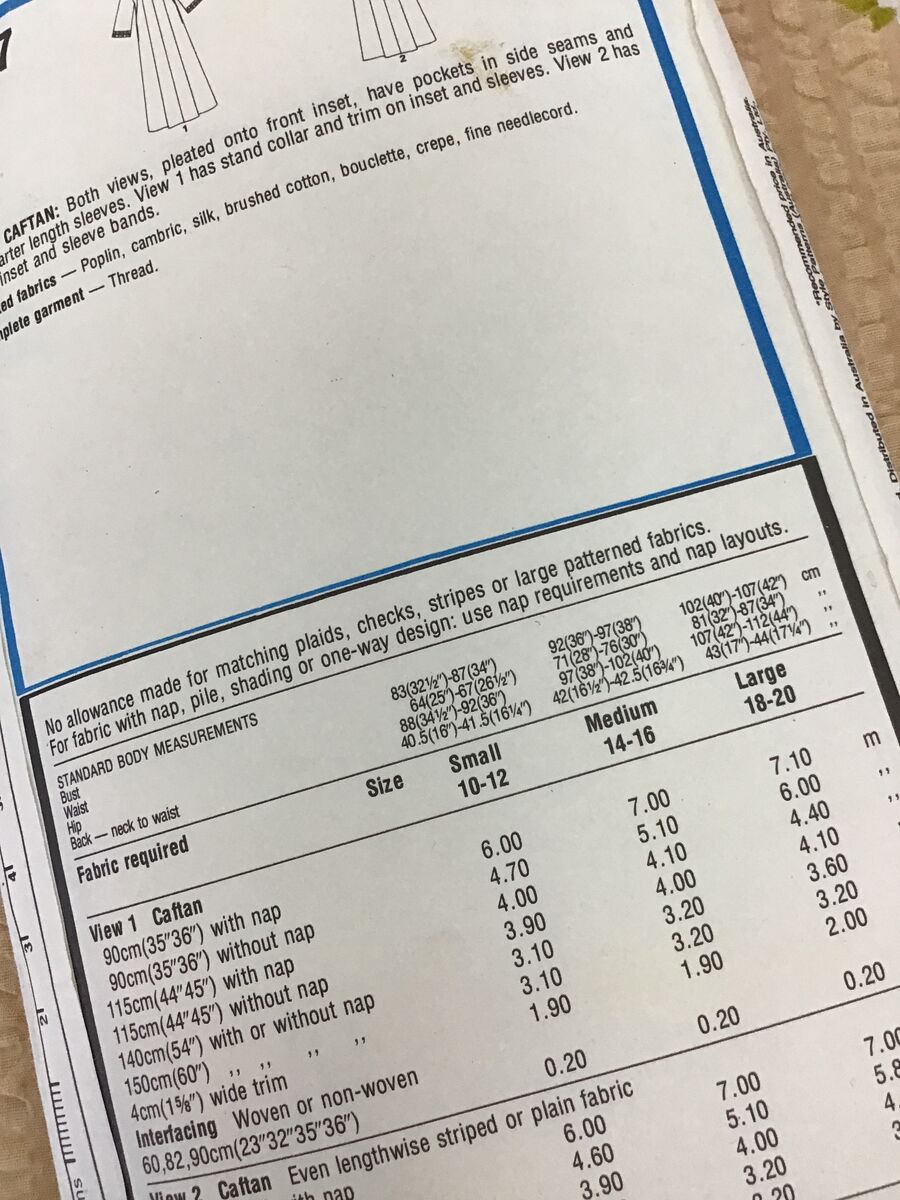 7
1
2
CAFTAN: Both views, pleated onto front inset, have pockets in side seams and
arter length sleeves. View 1 has stand collar and trim on inset and sleeves. View 2 has
inset and sleeve bands.
ed fabrics — Poplin, cambric, silk, brushed cotton, bouclette, crepe, fine needlecord.
plete garment — Thread.
*Recommended price in Australia
Distributed in Australia by Style Patterns (Australia) Pty. Ltd.
No allowance made for matching plaids, checks, stripes or large patterned fabrics.
For fabric with nap, pile, shading or one-way design: use nap requirements and nap layouts.
STANDARD BODY MEASUREMENTS
Bust 83(32½")-87(34") 92(36")-97(38") 102(40")-107(42") cm
Waist 64(25")-67(26½") 71(28")-76(30") 81(32")-87(34") ,,
Hip 88(34½")-92(36") 97(38")-102(40") 107(42")-112(44") ,,
Back — neck to waist 40.5(16")-41.5(16¼") 42(16½")-42.5(16¾") 43(17")-44(17¼") ,,
Size Small Medium Large
10-12 14-16 18-20
Fabric required
View 1 Caftan
90cm(35"36") with nap 6.00 7.00 7.10 m
90cm(35"36") without nap 4.70 5.10 6.00 ,,
115cm(44"45") with nap 4.00 4.10 4.40 ,,
115cm(44"45") without nap 3.90 4.00 4.10
140cm(54") with or without nap 3.10 3.20 3.60
150cm(60") ,, ,, ,, ,, 3.10 3.20 3.20
4cm(1⅝") wide trim 1.90 1.90 2.00
Interfacing Woven or non-woven
60,82,90cm(23"32"35"36") 0.20 0.20 0.20
View 2 Caftan Even lengthwise striped or plain fabric
with nap 6.00 7.00 7.00
4.60 5.10 5.8
3.90 4.00 4.
3.20
41
31
21